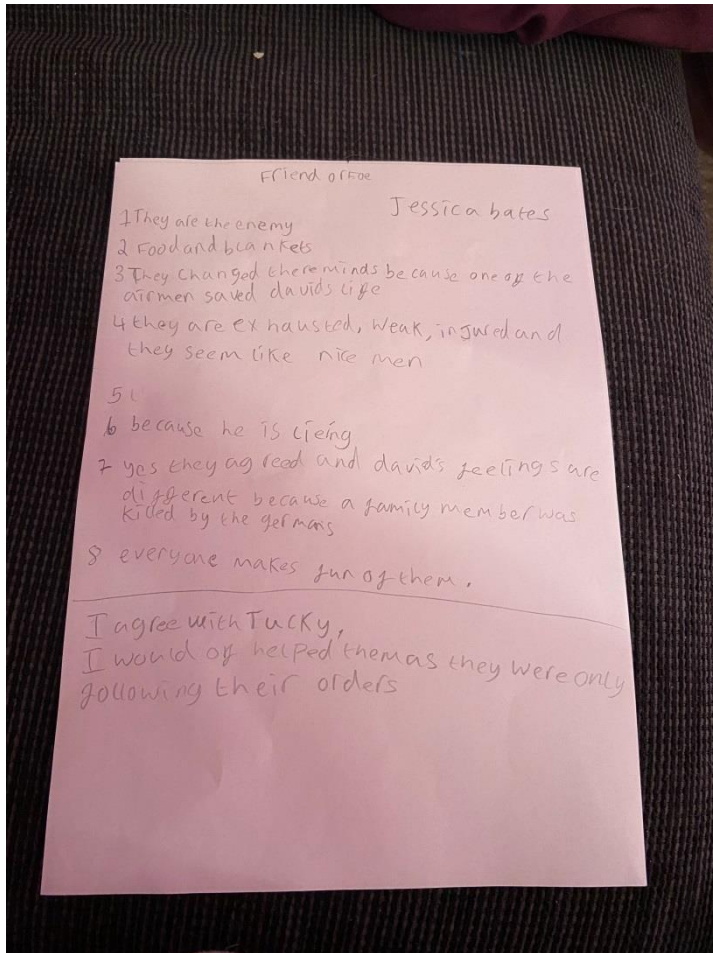 Friend or Foe
Jessica bates
1 They are the enemy
2 Food and blankets
3 They changed there minds because one of the
airmen saved davids life
4 they are exhausted, weak, injured and
they seem like nice men
5
6 because he is lieing
7 yes they agreed and david's feelings are
different because a family member was
killed by the germans
8 everyone makes fun of them.
I agree with Tucky,
I would of helped them as they were only
following their orders